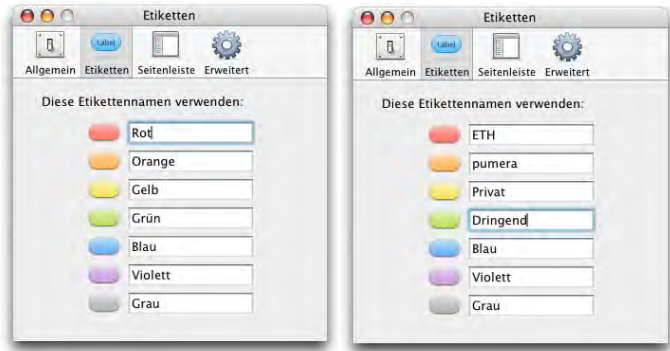 Etiketten
Label
Allgemein Etiketten Seitenleiste Erweitert
Diese Etikettennamen verwenden:
Rot
Orange
Gelb
Grün
Blau
Violett
Grau
Etiketten
Label
Allgemein Etiketten Seitenleiste Erweitert
Diese Etikettennamen verwenden:
ETH
pumera
Privat
Dringend
Blau
Violett
Grau